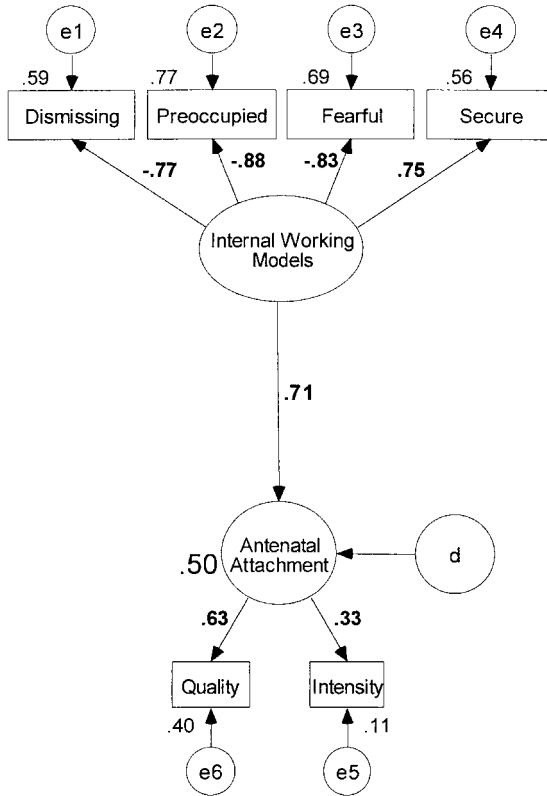 e1 e2 e3 e4
.59 .77 .69 .56
Dismissing Preoccupied Fearful Secure
-.77 -.88 -.83 .75
Internal Working
Models
.71
Antenatal
Attachment
.50
d
.63 .33
Quality Intensity
.40 .11
e6 e5